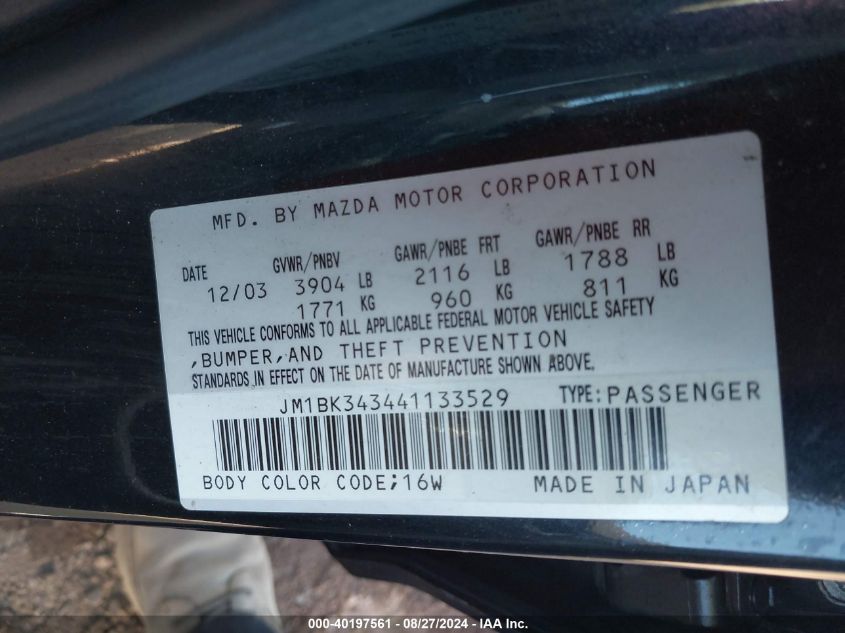 MFD. BY MAZDA MOTOR CORPORATION
DATE GVWR/PNBV GAWR/PNBE FRT GAWR/PNBE RR
12/03 3904 LB 2116 LB 1788 LB
1771 KG 960 KG 811 KG
THIS VEHICLE CONFORMS TO ALL APPLICABLE FEDERAL MOTOR VEHICLE SAFETY
,BUMPER,AND THEFT PREVENTION
STANDARDS IN EFFECT ON THE DATE OF MANUFACTURE SHOWN ABOVE.
JM1BK343441133529 TYPE:PASSENGER
BODY COLOR CODE;16W MADE IN JAPAN
000-40197561 - 08/27/2024 - IAA Inc.